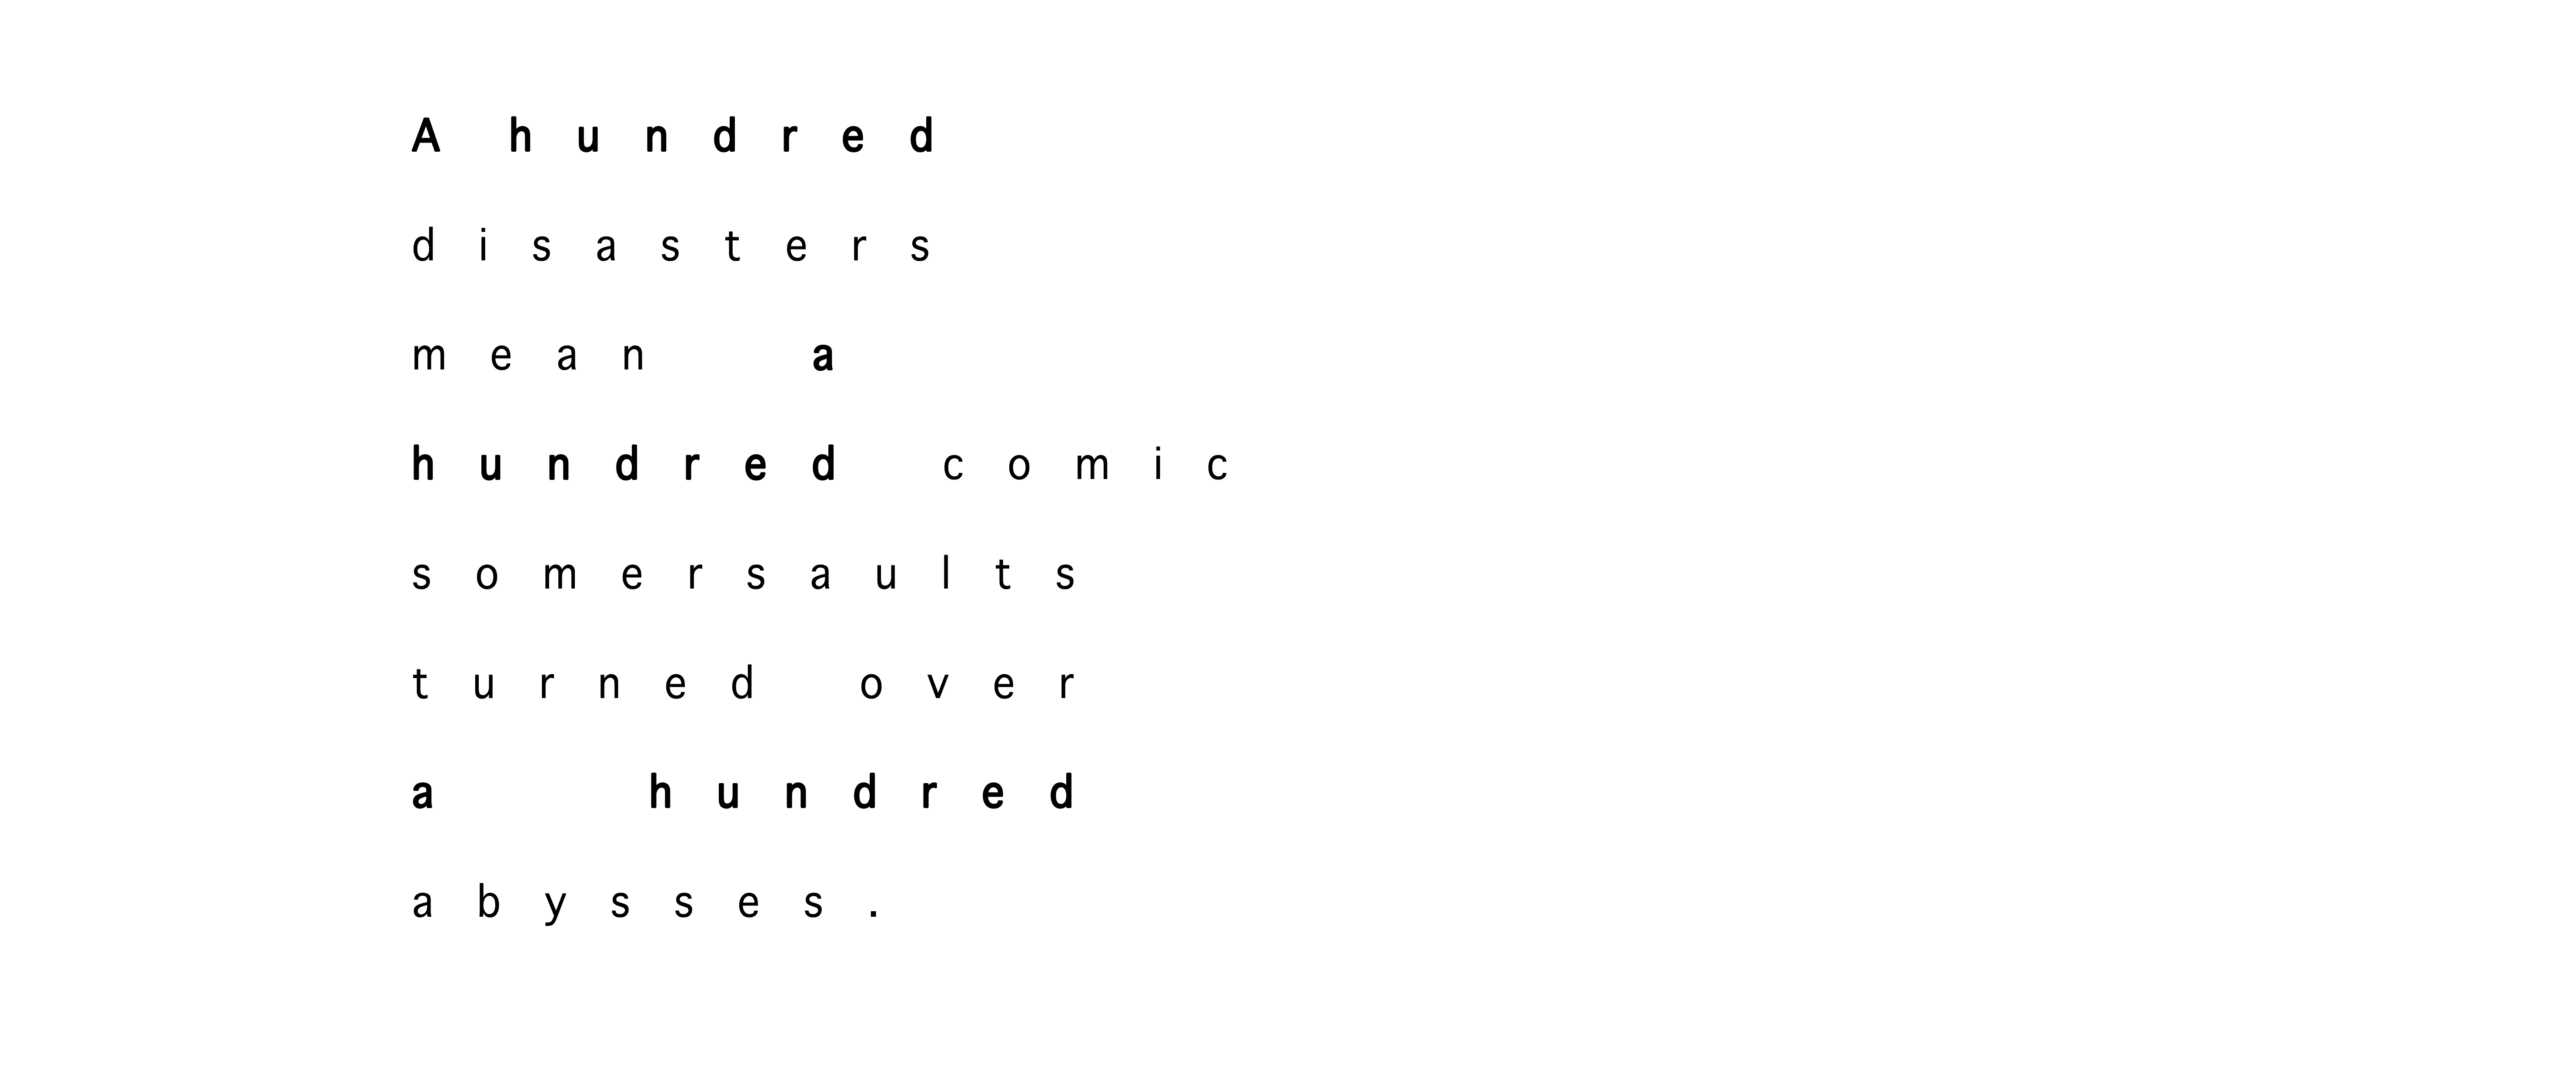 A hundred
disasters
mean a
hundred comic
somersaults
turned over
a hundred
abysses.